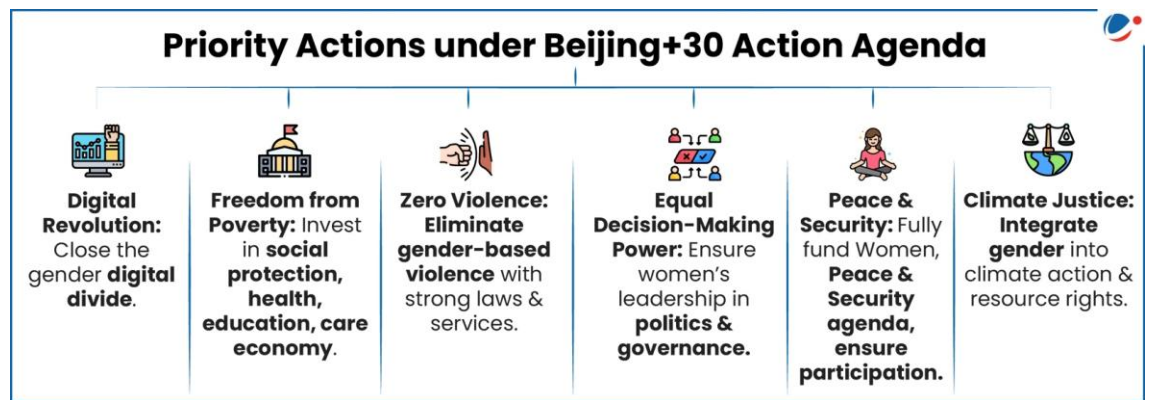 Priority Actions under Beijing+30 Action Agenda
Digital
Revolution:
Close the
gender digital
divide.
Freedom from
Poverty: Invest
in social
protection,
health,
education, care
economy.
Zero Violence:
Eliminate
gender-based
violence with
strong laws &
services.
Equal
Decision-Making
Power: Ensure
women's
leadership in
politics &
governance.
Peace &
Security: Fully
fund Women,
Peace &
Security
agenda,
ensure
participation.
Climate Justice:
Integrate
gender into
climate action &
resource rights.